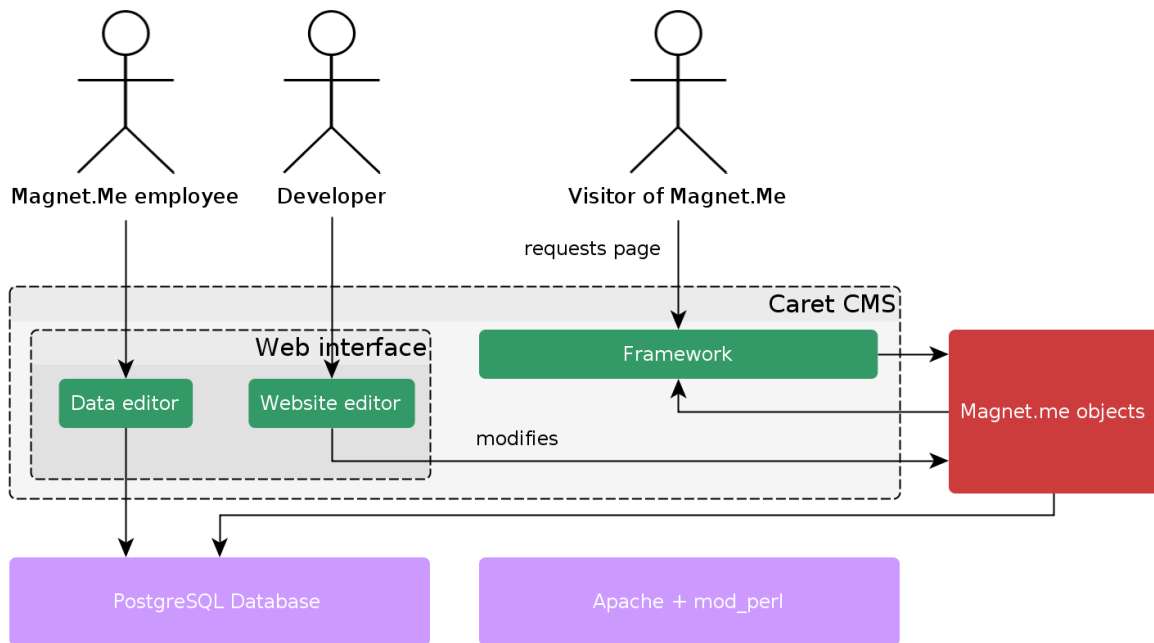 Magnet.Me employee
Developer
Visitor of Magnet.Me
requests page
Caret CMS
Web interface
Framework
Data editor
Website editor
Magnet.me objects
modifies
PostgreSQL Database
Apache + mod_perl